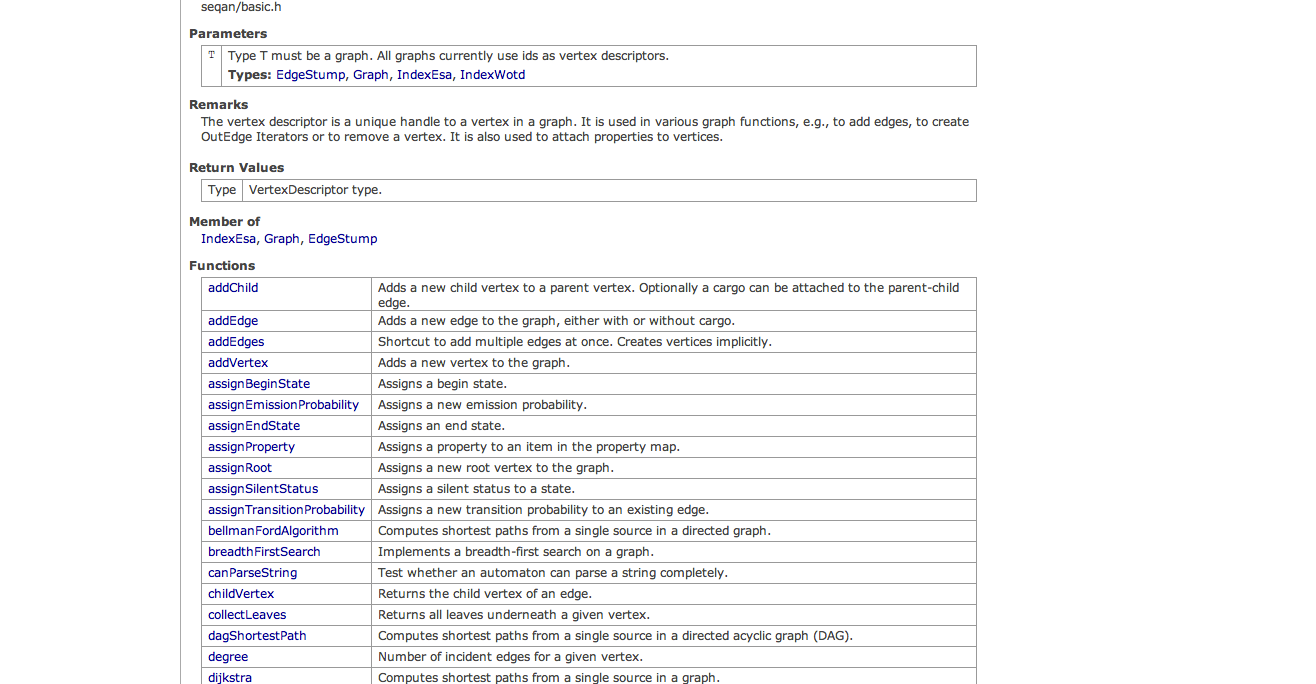 seqan/basic.h
Parameters
T Type T must be a graph. All graphs currently use ids as vertex descriptors.
Types: EdgeStump, Graph, IndexEsa, IndexWotd
Remarks
The vertex descriptor is a unique handle to a vertex in a graph. It is used in various graph functions, e.g., to add edges, to create
OutEdge Iterators or to remove a vertex. It is also used to attach properties to vertices.
Return Values
Type VertexDescriptor type.
Member of
IndexEsa, Graph, EdgeStump
Functions
addChild Adds a new child vertex to a parent vertex. Optionally a cargo can be attached to the parent-child
edge.
addEdge Adds a new edge to the graph, either with or without cargo.
addEdges Shortcut to add multiple edges at once. Creates vertices implicitly.
addVertex Adds a new vertex to the graph.
assignBeginState Assigns a begin state.
assignEmissionProbability Assigns a new emission probability.
assignEndState Assigns an end state.
assignProperty Assigns a property to an item in the property map.
assignRoot Assigns a new root vertex to the graph.
assignSilentStatus Assigns a silent status to a state.
assignTransitionProbability Assigns a new transition probability to an existing edge.
bellmanFordAlgorithm Computes shortest paths from a single source in a directed graph.
breadthFirstSearch Implements a breadth-first search on a graph.
canParseString Test whether an automaton can parse a string completely.
childVertex Returns the child vertex of an edge.
collectLeaves Returns all leaves underneath a given vertex.
dagShortestPath Computes shortest paths from a single source in a directed acyclic graph (DAG).
degree Number of incident edges for a given vertex.
dijkstra Computes shortest paths from a single source in a graph.